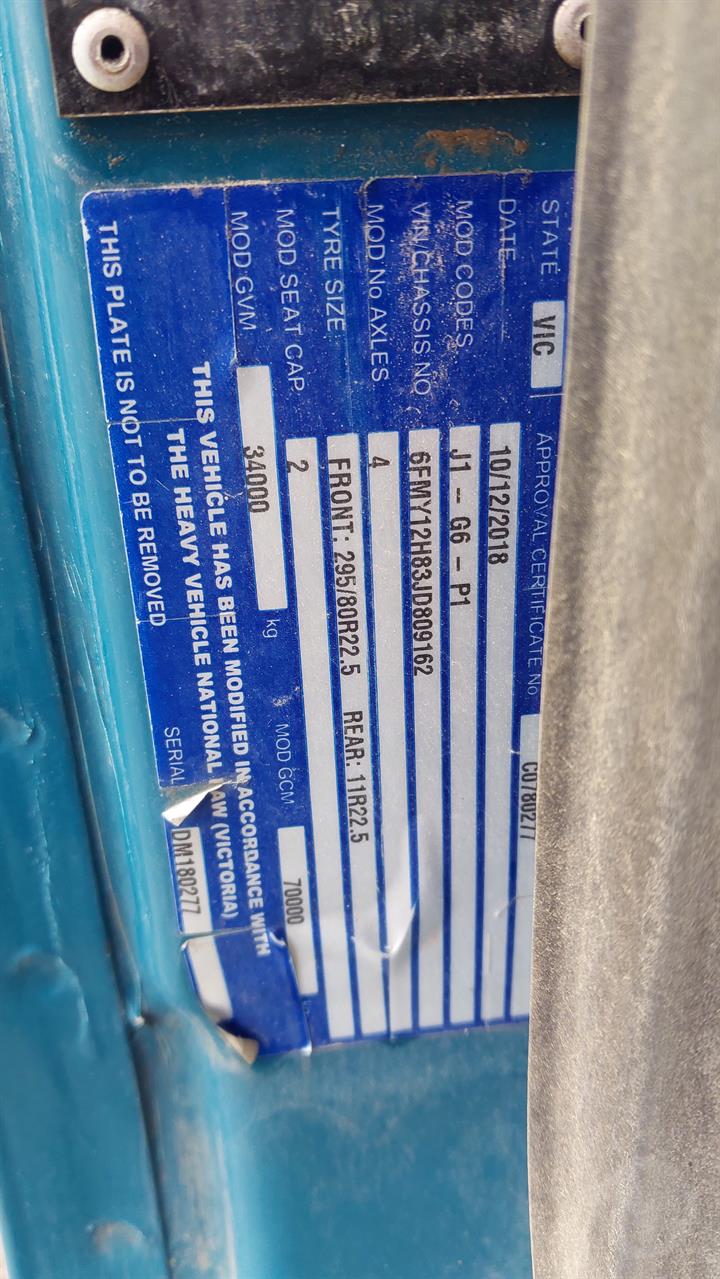 STATE VIC APPROVAL CERTIFICATE No. C0780277
DATE 10/12/2018
MOD CODES J1 -- G6 - P1
VIN/CHASSIS NO 6FMY12H83JD809162
MOD No AXLES 4
TYRE SIZE FRONT: 295/80R22.5 REAR: 11R22.5
MOD SEAT CAP 2
MOD GVM 34000 kg MOD GCM 70000
THIS VEHICLE HAS BEEN MODIFIED IN ACCORDANCE WITH
THE HEAVY VEHICLE NATIONAL LAW (VICTORIA)
THIS PLATE IS NOT TO BE REMOVED SERIAL DM180277